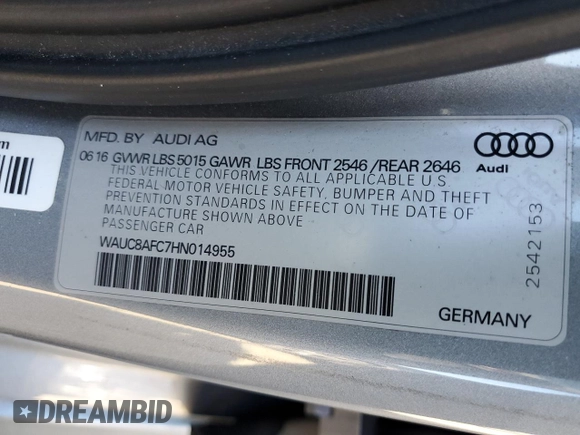 m
MFD. BY AUDI AG
0616 GVWR LBS 5015 GAWR LBS FRONT 2546 /REAR 2646
THIS VEHICLE CONFORMS TO ALL APPLICABLE U.S.
FEDERAL MOTOR VEHICLE SAFETY, BUMPER AND THEFT
PREVENTION STANDARDS IN EFFECT ON THE DATE OF
MANUFACTURE SHOWN ABOVE
PASSENGER CAR
WAUC8AFC7HN014955
Audi
2542153
GERMANY
DREAMBID